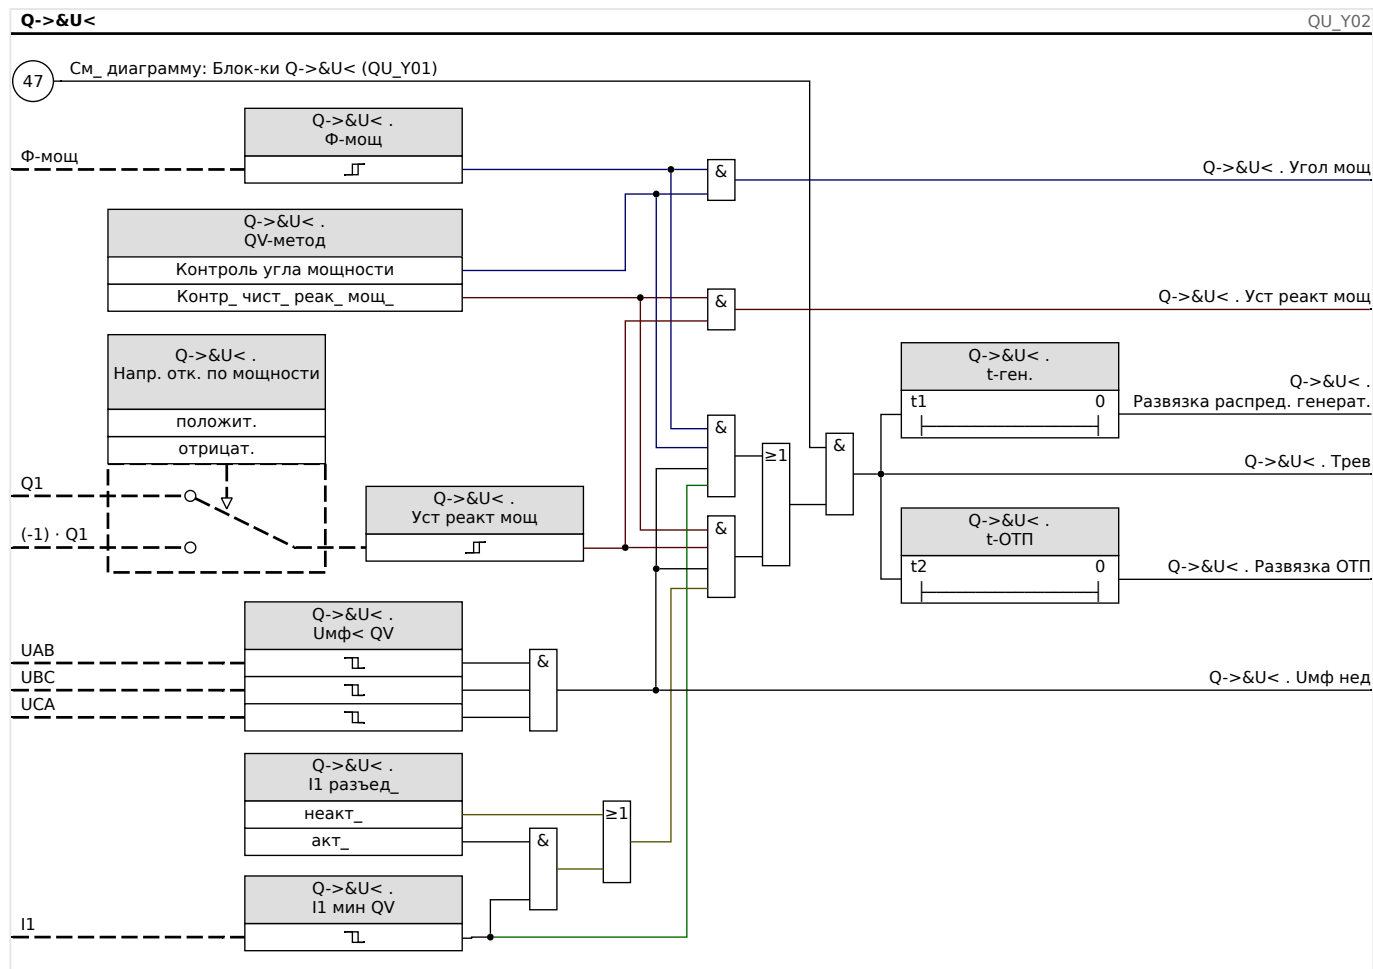 Q->&U<
QU_Y02
47
См_ диаграмму: Блок-ки Q->&U< (QU_Y01)
Q->&U< .
Ф-мощ
Ф-мощ
&
Q->&U< . Угол мощ
Q->&U< .
QV-метод
Контроль угла мощности
Контр_ чист_ реак_ мощ_
&
Q->&U< . Уст реакт мощ
Q->&U< .
Напр. отк. по мощности
положит.
отрицат.
Q1
(-1) · Q1
Q->&U< .
Уст реакт мощ
&
&
≥1
&
Q->&U< .
t-ген.
t1
0
Q->&U< .
Развязка распред. генерат.
Q->&U< . Трев
Q->&U< .
t-ОТП
t2
0
Q->&U< . Развязка ОТП
Q->&U< .
Uмф< QV
UAB
UBC
UCA
&
Q->&U< . Uмф нед
Q->&U< .
I1 разъед_
неакт_
акт_
&
≥1
Q->&U< .
I1 мин QV
I1